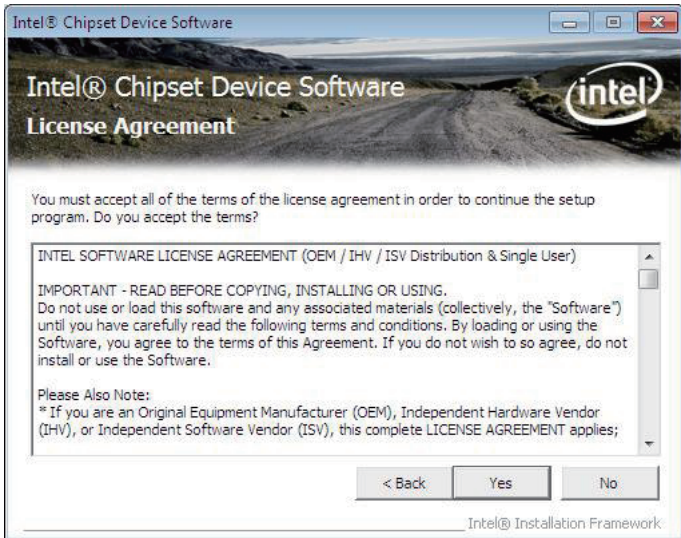 Intel® Chipset Device Software
Intel® Chipset Device Software
intel
License Agreement
You must accept all of the terms of the license agreement in order to continue the setup
program. Do you accept the terms?
INTEL SOFTWARE LICENSE AGREEMENT (OEM / IHV / ISV Distribution & Single User)
IMPORTANT - READ BEFORE COPYING, INSTALLING OR USING.
Do not use or load this software and any associated materials (collectively, the "Software")
until you have carefully read the following terms and conditions. By loading or using the
Software, you agree to the terms of this Agreement. If you do not wish to so agree, do not
install or use the Software.
Please Also Note:
* If you are an Original Equipment Manufacturer (OEM), Independent Hardware Vendor
(IHV), or Independent Software Vendor (ISV), this complete LICENSE AGREEMENT applies;
< Back Yes No
Intel® Installation Framework